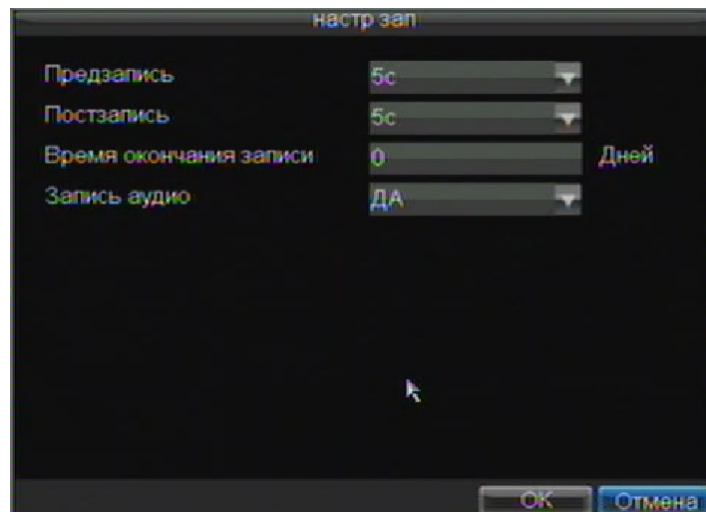 настр зап
Предзапись 5с
Постзапись 5с
Время окончания записи 0 Дней
Запись аудио ДА
OK Отмена